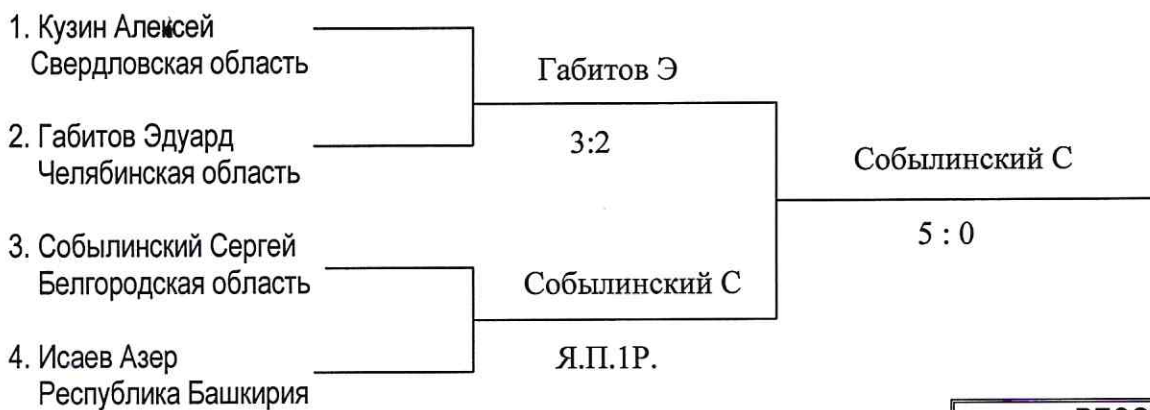 1. Кузин Алексей
Свердловская область
Габитов Э
2. Габитов Эдуард
Челябинская область
3:2
Собылинский С
5 : 0
3. Собылинский Сергей
Белгородская область
Собылинский С
4. Исаев Азер
Республика Башкирия
Я.П.1Р.